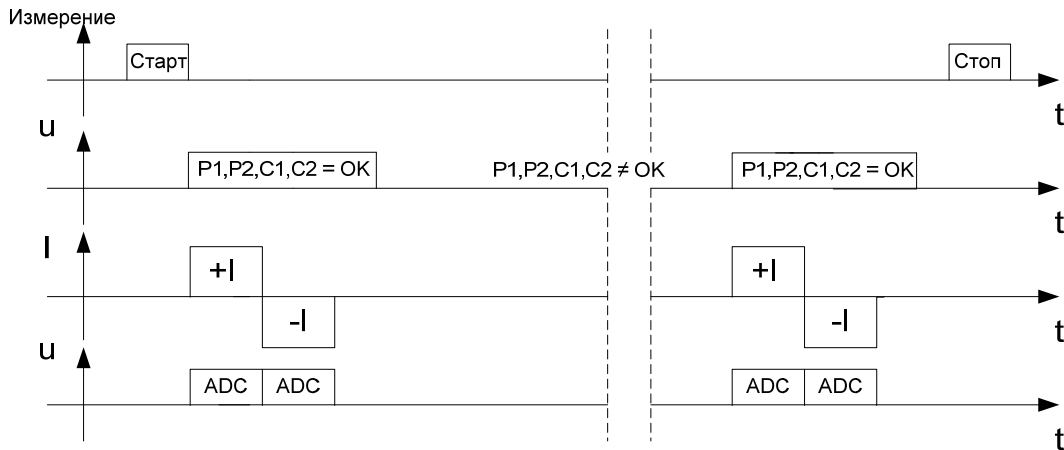 Измерение
Старт
Стоп
t
u
P1,P2,C1,C2 = OK
P1,P2,C1,C2 ≠ OK
P1,P2,C1,C2 = OK
t
I
+I
-I
+I
-I
t
u
ADC
ADC
ADC
ADC
t